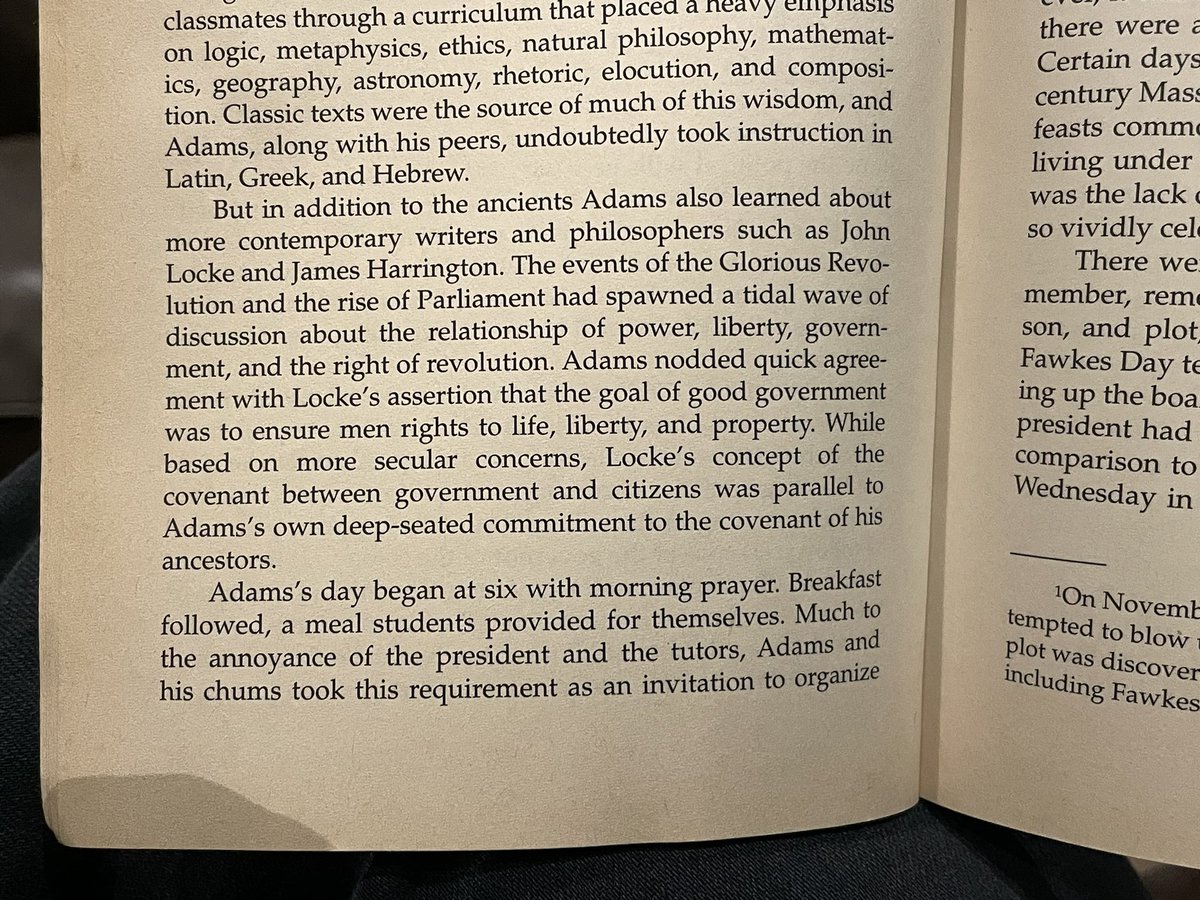 classmates through a curriculum that placed a heavy emphasis
on logic, metaphysics, ethics, natural philosophy, mathemat-
ics, geography, astronomy, rhetoric, elocution, and composi-
tion. Classic texts were the source of much of this wisdom, and
Adams, along with his peers, undoubtedly took instruction in
Latin, Greek, and Hebrew.
But in addition to the ancients Adams also learned about
more contemporary writers and philosophers such as John
Locke and James Harrington. The events of the Glorious Revo-
lution and the rise of Parliament had spawned a tidal wave of
discussion about the relationship of power, liberty, govern-
ment, and the right of revolution. Adams nodded quick agree-
ment with Locke's assertion that the goal of good government
was to ensure men rights to life, liberty, and property. While
based on more secular concerns, Locke's concept of the
covenant between government and citizens was parallel to
Adams's own deep-seated commitment to the covenant of his
ancestors.
Adams's day began at six with morning prayer. Breakfast
followed, a meal students provided for themselves. Much to
the annoyance of the president and the tutors, Adams and
his chums took this requirement as an invitation to organize
there were
Certain days
century
feasts
living under
was the lack
so vividly
There
member,
son, and plot,
Fawkes Day
ing up the
president had
comparison to
Wednesday in
¹On
tempted to blow
plot was
including Fawkes